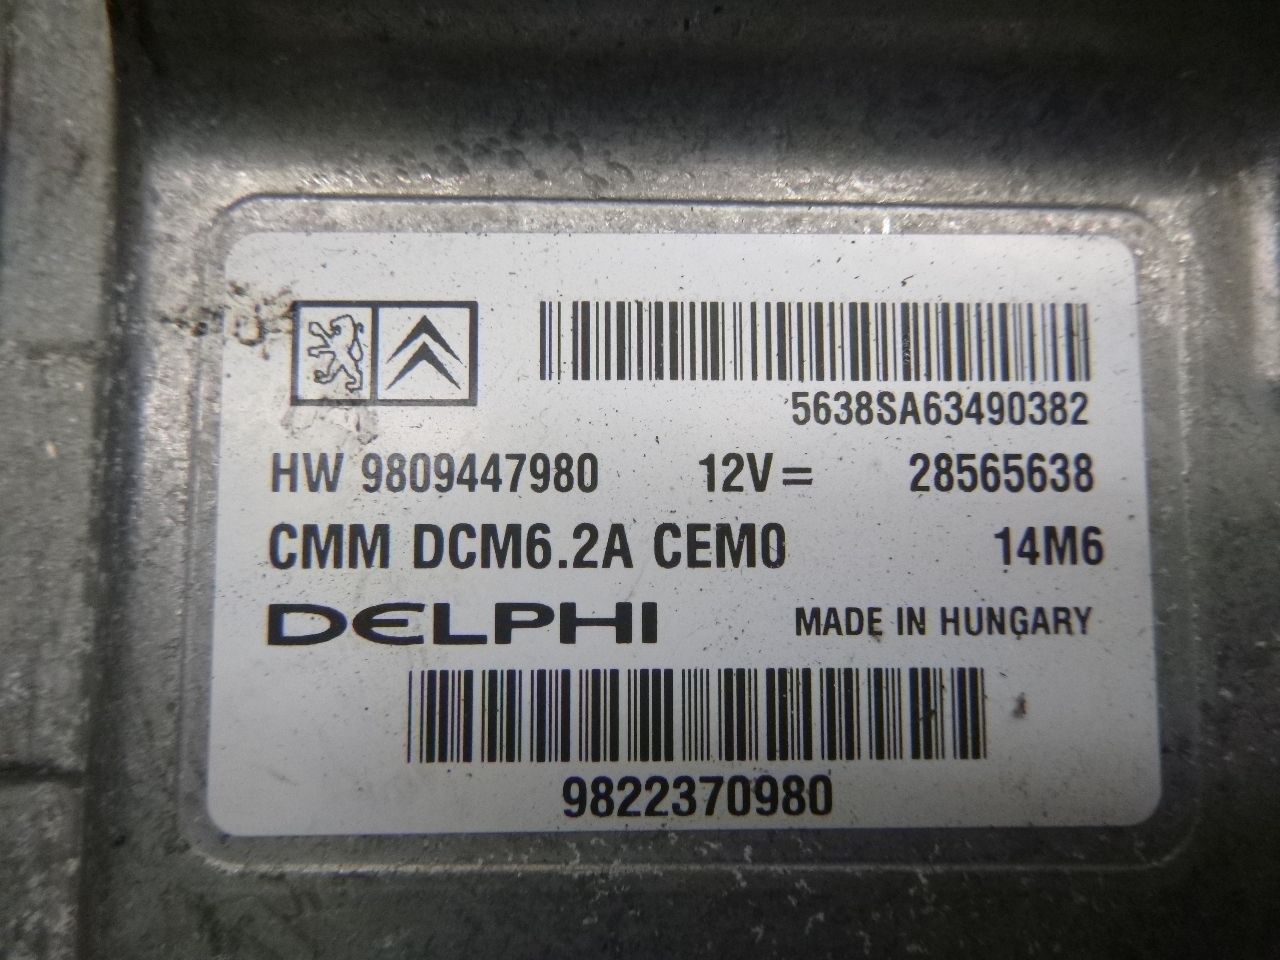 5638SA63490382
HW 9809447980 12V= 28565638
CMM DCM6.2A CEM0 14M6
DELPHI MADE IN HUNGARY
9822370980